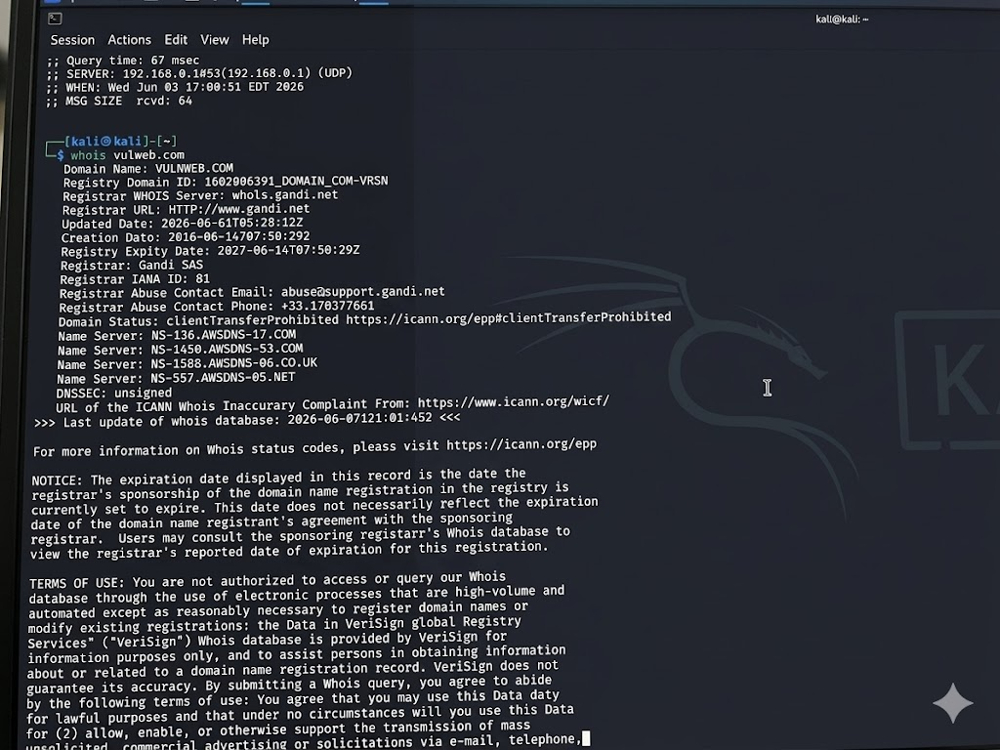 kali@kali: ~
Session Actions Edit View Help
;; Query time: 67 msec
;; SERVER: 192.168.0.1#53(192.168.0.1) (UDP)
;; WHEN: Wed Jun 03 17:00:51 EDT 2026
;; MSG SIZE rcvd: 64
┌──[kali㉿kali]-[~]
└─$ whois vulweb.com
Domain Name: VULNWEB.COM
Registry Domain ID: 1602906391_DOMAIN_COM-VRSN
Registrar WHOIS Server: whols.gandi.net
Registrar URL: HTTP://www.gandi.net
Updated Date: 2026-06-61T05:28:12Z
Creation Dato: 2016-06-14707:50:292
Registry Expiry Date: 2027-06-14T07:50:29Z
Registrar: Gandi SAS
Registrar IANA ID: 81
Registrar Abuse Contact Email: abuse@support.gandi.net
Registrar Abuse Contact Phone: +33.170377661
Domain Status: clientTransferProhibited https://icann.org/epp#clientTransferProhibited
Name Server: NS-136.AWSDNS-17.COM
Name Server: NS-1450.AWSDNS-53.COM
Name Server: NS-1588.AWSDNS-06.CO.UK
Name Server: NS-557.AWSDNS-05.NET
DNSSEC: unsigned
URL of the ICANN Whois Inaccurary Complaint From: https://www.icann.org/wicf/
>>> Last update of whois database: 2026-06-07121:01:452 <<<
For more information on Whois status codes, please visit https://icann.org/epp
NOTICE: The expiration date displayed in this record is the date the
registrar's sponsorship of the domain name registration in the registry is
currently set to expire. This date does not necessarily reflect the expiration
date of the domain name registrant's agreement with the sponsoring
registrar. Users may consult the sponsoring registarr's Whois database to
view the registrar's reported date of expiration for this registration.
TERMS OF USE: You are not authorized to access or query our Whois
database through the use of electronic processes that are high-volume and
automated except as reasonably necessary to register domain names or
modify existing registrations: the Data in VeriSign global Registry
Services" ("VeriSign") Whois database is provided by VeriSign for
information purposes only, and to assist persons in obtaining information
about or related to a domain name registration record. VeriSign does not
guarantee its accuracy. By submitting a Whois query, you agree to abide
by the following terms of use: You agree that you may use this Data daty
for lawful purposes and that under no circumstances will you use this Data
for (2) allow, enable, or otherwise support the transmission of mass
unsolicited, commercial advertising or solicitations via e-mail, telephone,